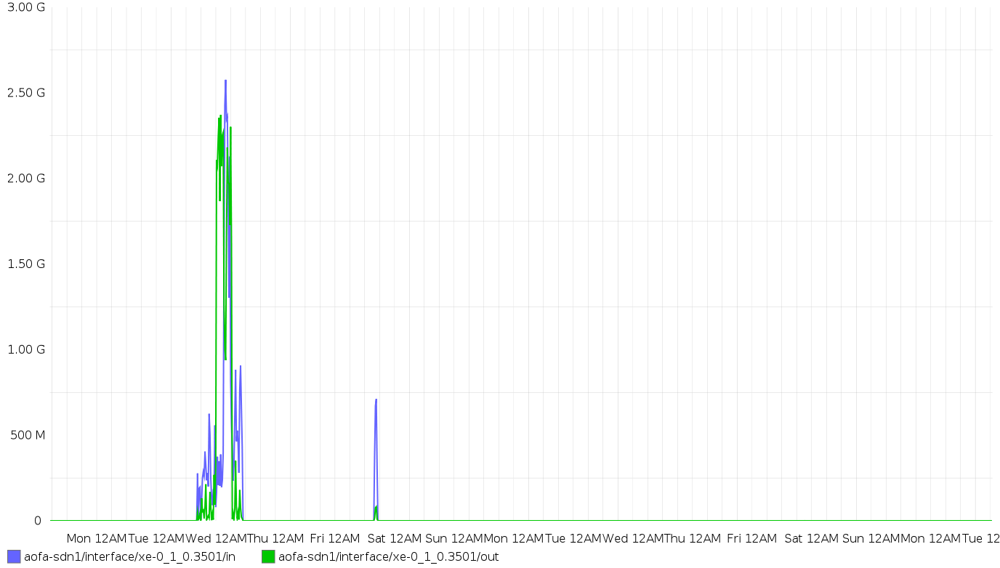 3.00 G
2.50 G
2.00 G
1.50 G
1.00 G
500 M
0
Mon 12AM Tue 12AM Wed 12AM Thu 12AM Fri 12AM Sat 12AM Sun 12AM Mon 12AM Tue 12AM Wed 12AM Thu 12AM Fri 12AM Sat 12AM Sun 12AM Mon 12AM Tue 12
aofa-sdn1/interface/xe-0_1_0.3501/in aofa-sdn1/interface/xe-0_1_0.3501/out